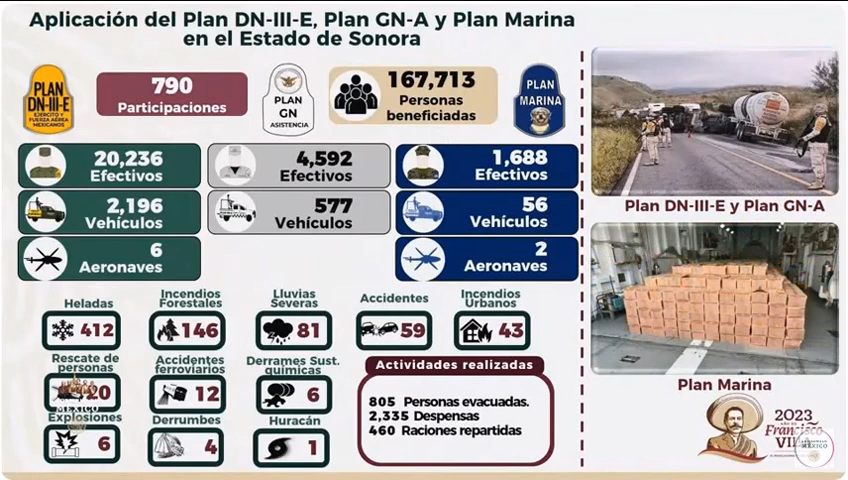 Aplicación del Plan DN-III-E, Plan GN-A y Plan Marina
en el Estado de Sonora
PLAN
DN-III-E
EJERCITO Y
FUERZA AÉREA
MEXICANOS
790
Participaciones
PLAN
GN
ASISTENCIA
167,713
Personas
beneficiadas
PLAN
MARINA
20,236
Efectivos
4,592
Efectivos
1,688
Efectivos
2,196
Vehículos
577
Vehículos
56
Vehículos
6
Aeronaves
2
Aeronaves
Plan DN-III-E y Plan GN-A
Heladas
412
Incendios
Forestales
146
Lluvias
Severas
81
Accidentes
59
Incendios
Urbanos
43
Rescate de
personas
20
Accidentes
ferroviarios
12
Derrames Sust.
químicas
6
Explosiones
6
Derrumbes
4
Huracán
1
Actividades realizadas
805 Personas evacuadas.
2,335 Despensas
460 Raciones repartidas
Plan Marina
2023
Francisco
VI
MÉXICO
MÉXICO